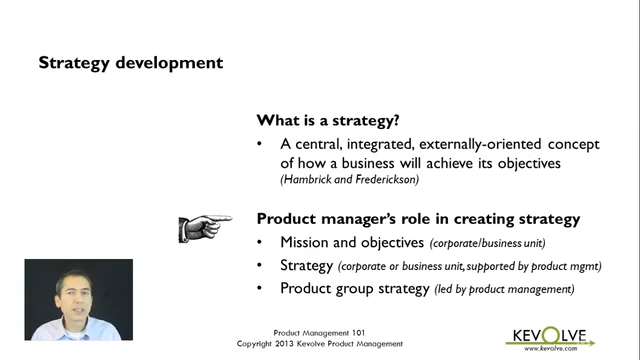 Strategy development
What is a strategy?
• A central, integrated, externally-oriented concept
of how a business will achieve its objectives
(Hambrick and Frederickson)
Product manager's role in creating strategy
• Mission and objectives (corporate/business unit)
• Strategy (corporate or business unit, supported by product mgmt)
• Product group strategy (led by product management)
Product Management 101
Copyright 2013 Kevolve Product Management
KEVOLVE
www.kevolve.com